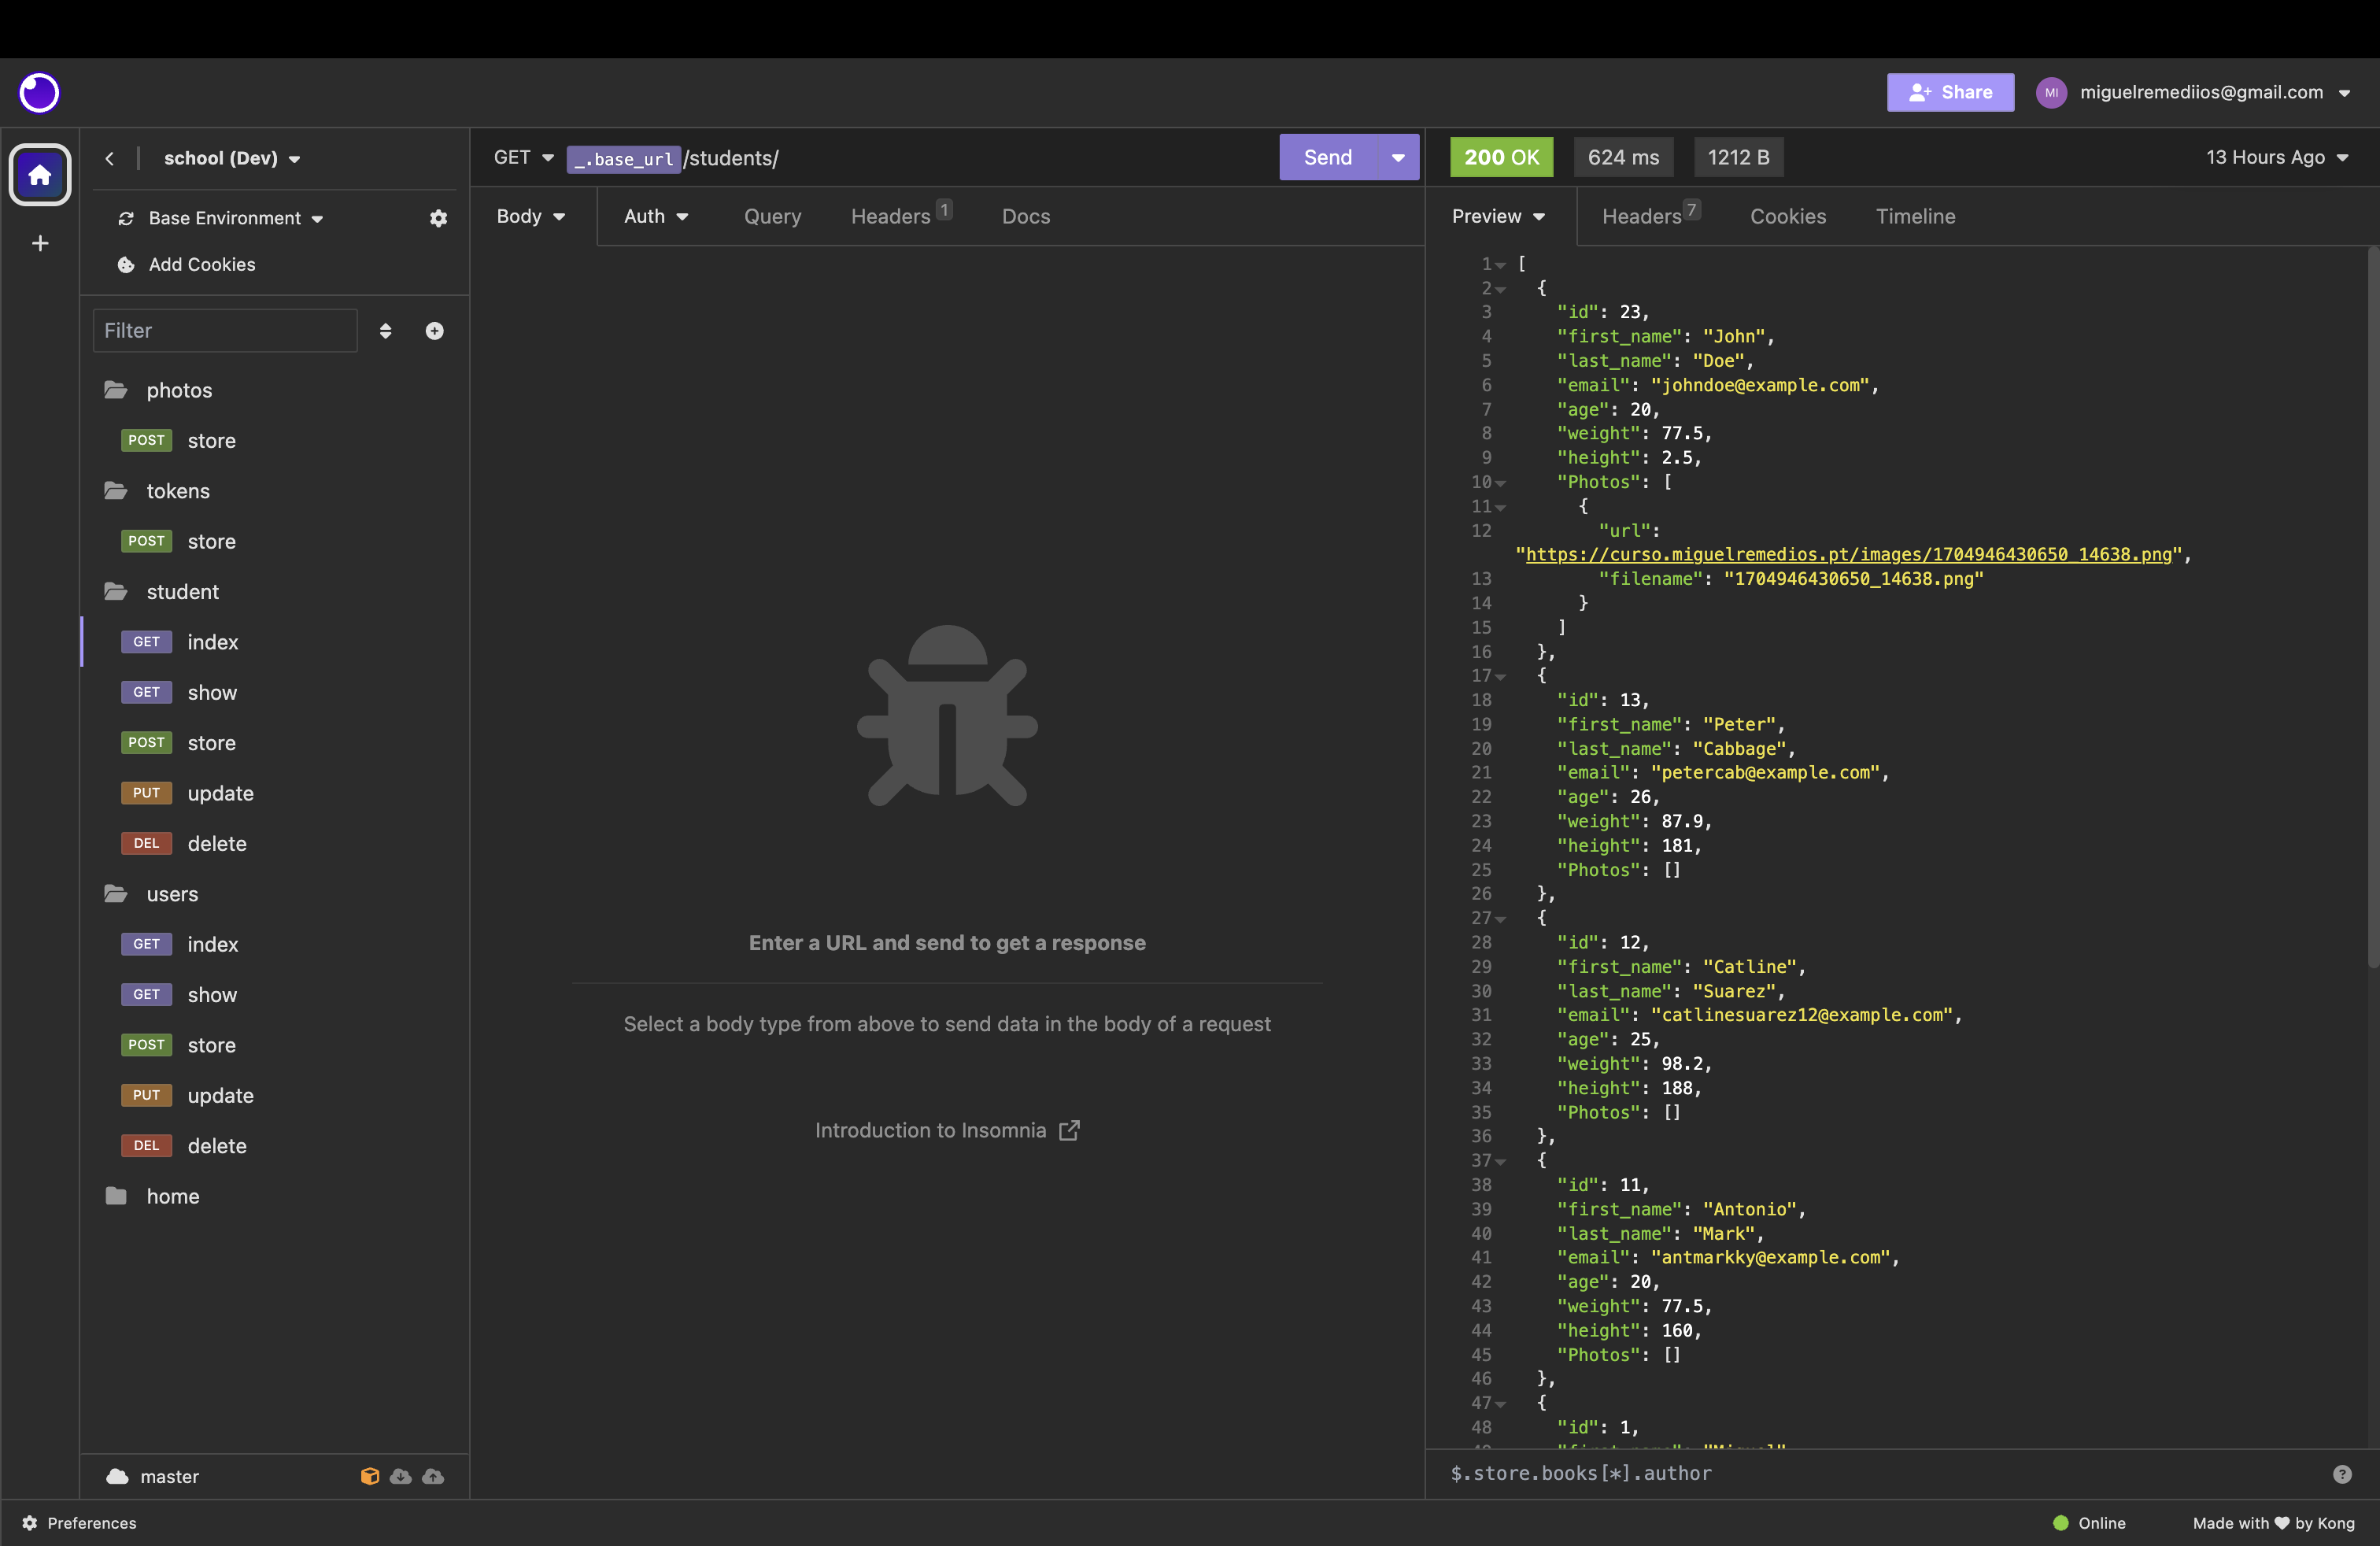 Share
MI
miguelremediios@gmail.com
school (Dev)
Base Environment
Add Cookies
Filter
photos
POST store
tokens
POST store
student
GET index
GET show
POST store
PUT update
DEL delete
users
GET index
GET show
POST store
PUT update
DEL delete
home
master
GET _.base_url/students/
Send
Body
Auth
Query
Headers 1
Docs
Enter a URL and send to get a response
Select a body type from above to send data in the body of a request
Introduction to Insomnia
200 OK
624 ms
1212 B
13 Hours Ago
Preview
Headers 7
Cookies
Timeline
1 [
2 {
3 "id": 23,
4 "first_name": "John",
5 "last_name": "Doe",
6 "email": "johndoe@example.com",
7 "age": 20,
8 "weight": 77.5,
9 "height": 2.5,
10 "Photos": [
11 {
12 "url":
"https://curso.miguelremedios.pt/images/1704946430650_14638.png",
13 "filename": "1704946430650_14638.png"
14 }
15 ]
16 },
17 {
18 "id": 13,
19 "first_name": "Peter",
20 "last_name": "Cabbage",
21 "email": "petercab@example.com",
22 "age": 26,
23 "weight": 87.9,
24 "height": 181,
25 "Photos": []
26 },
27 {
28 "id": 12,
29 "first_name": "Catline",
30 "last_name": "Suarez",
31 "email": "catlinesuarez12@example.com",
32 "age": 25,
33 "weight": 98.2,
34 "height": 188,
35 "Photos": []
36 },
37 {
38 "id": 11,
39 "first_name": "Antonio",
40 "last_name": "Mark",
41 "email": "antmarkky@example.com",
42 "age": 20,
43 "weight": 77.5,
44 "height": 160,
45 "Photos": []
46 },
47 {
48 "id": 1,
$.store.books[*].author
Preferences
Online
Made with ♥ by Kong